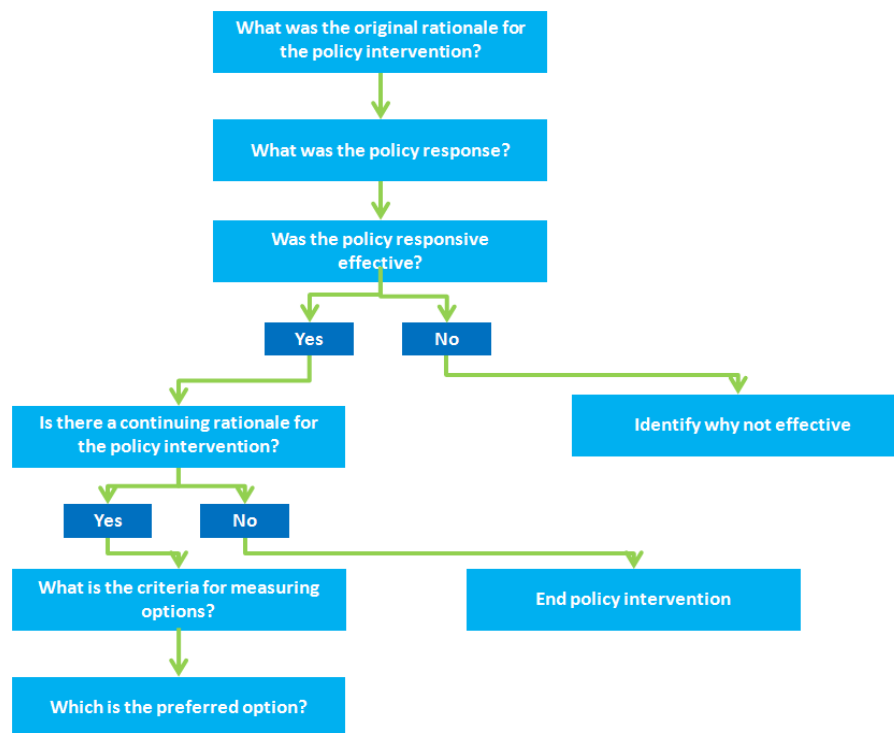 What was the original rationale for
the policy intervention?
What was the policy response?
Was the policy responsive
effective?
Yes
No
Is there a continuing rationale for
the policy intervention?
Identify why not effective
Yes
No
What is the criteria for measuring
options?
End policy intervention
Which is the preferred option?